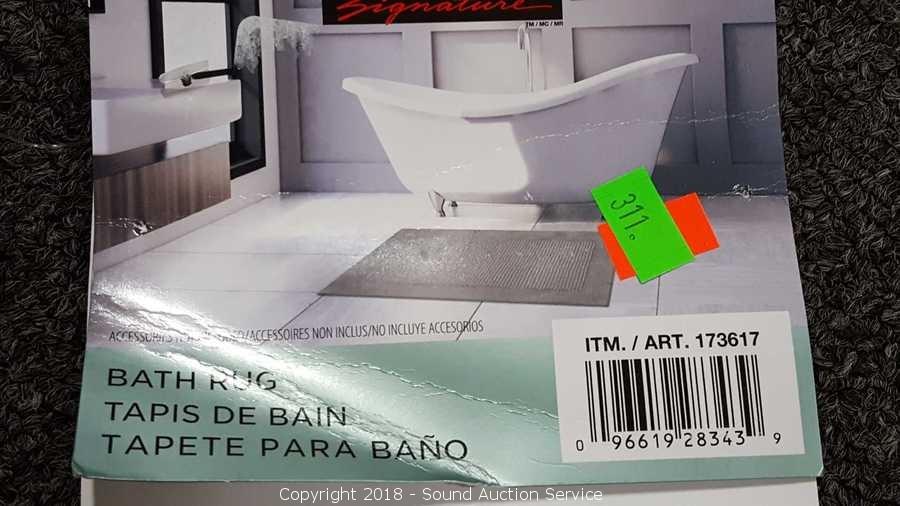 Signature
TM / MC / MR
311.
ACCESSORIES /ACCESSOIRES NON INCLUS/NO INCLUYE ACCESORIOS
BATH RUG
TAPIS DE BAIN
TAPETE PARA BAÑO
ITM. / ART. 173617
0 96619 28343 9
Copyright 2018 - Sound Auction Service